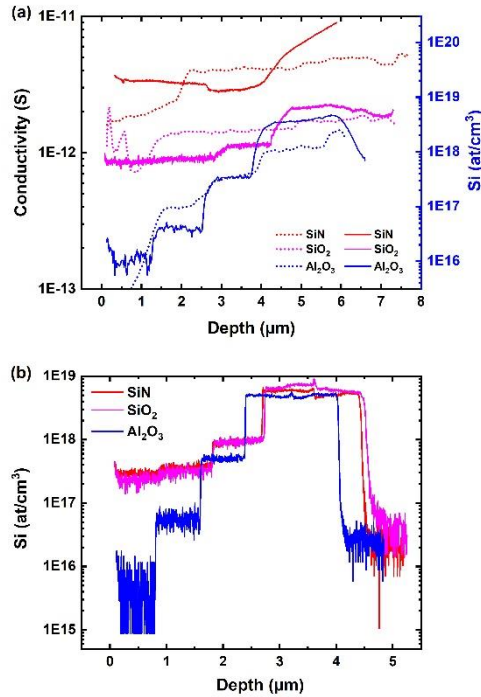 (a)
1E-11
1E-12
1E-13
Conductivity (S)
1E20
1E19
1E18
1E17
1E16
Si (at/cm³)
SiN SiN
SiO₂ SiO₂
Al₂O₃ Al₂O₃
0 1 2 3 4 5 6 7 8
Depth (µm)
(b)
1E19
1E18
1E17
1E16
1E15
Si (at/cm³)
SiN
SiO₂
Al₂O₃
0 1 2 3 4 5
Depth (µm)